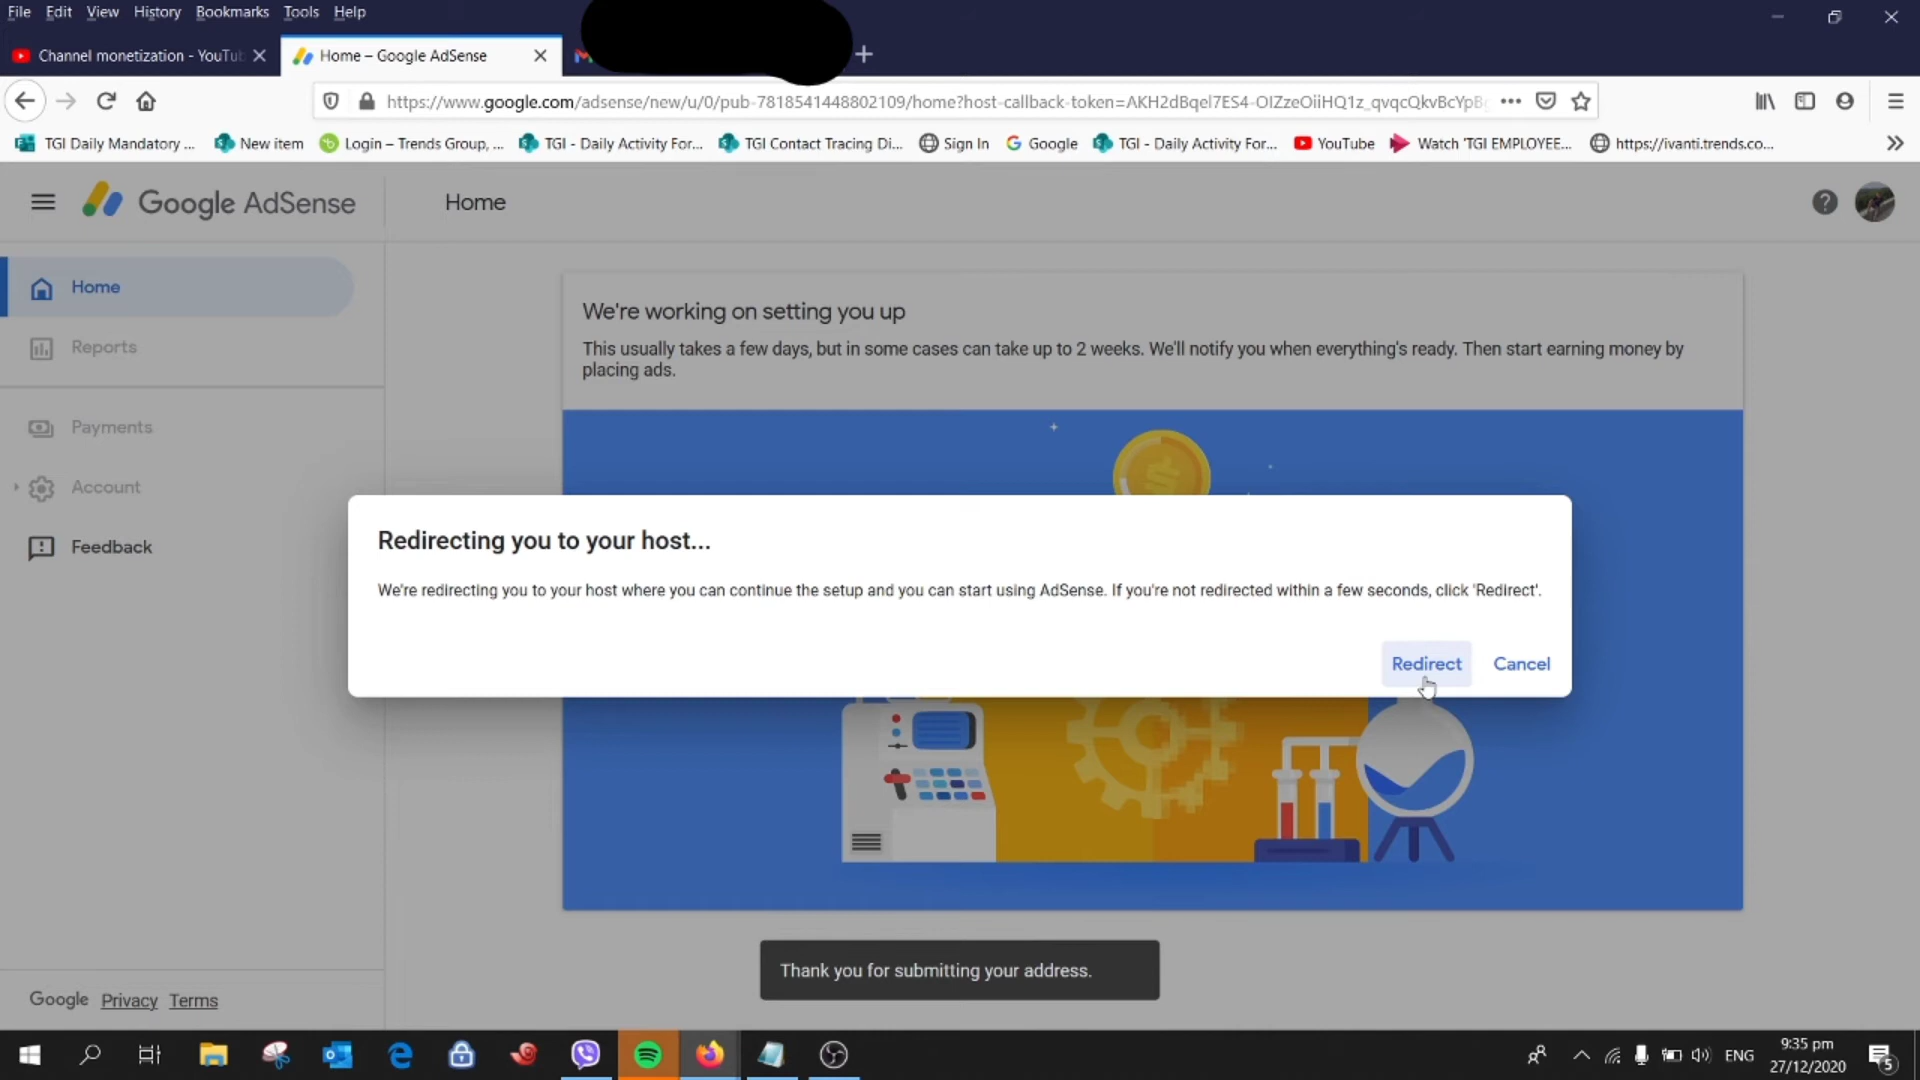 File Edit View History Bookmarks Tools Help
Channel monetization - YouTub Home – Google AdSense
https://www.google.com/adsense/new/u/0/pub-7818541448802109/home?host-callback-token=AKH2dBqel7ES4-OIZzeOiiHQ1z_qvqcQkvBcYpB
TGI Daily Mandatory ... New item Login – Trends Group, ... TGI - Daily Activity For... TGI Contact Tracing Di... Sign In Google TGI - Daily Activity For... YouTube Watch 'TGI EMPLOYEE... https://ivanti.trends.co...
Google AdSense Home
Home
Reports
Payments
Account
Feedback
We're working on setting you up
This usually takes a few days, but in some cases can take up to 2 weeks. We'll notify you when everything's ready. Then start earning money by
placing ads.
Redirecting you to your host...
We're redirecting you to your host where you can continue the setup and you can start using AdSense. If you're not redirected within a few seconds, click 'Redirect'.
Redirect Cancel
Thank you for submitting your address.
Google Privacy Terms
ENG
9:35 pm
27/12/2020
5